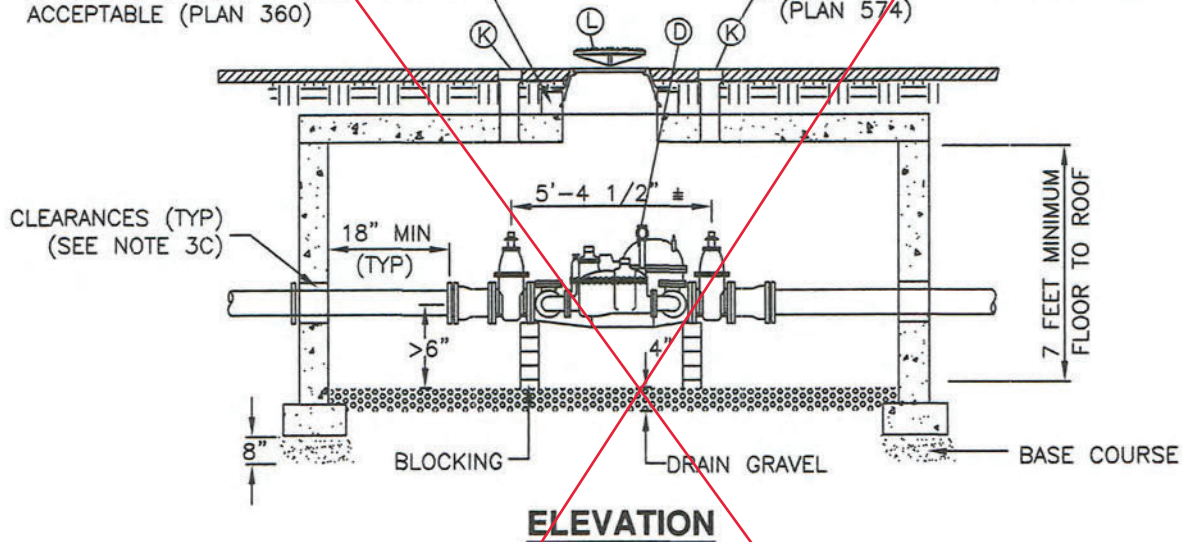 ACCEPTABLE (PLAN 360)
(PLAN 574)
K
L
D
K
5'-4 1/2" ±
CLEARANCES (TYP)
(SEE NOTE 3C)
18" MIN
(TYP)
7 FEET MINIMUM
FLOOR TO ROOF
>6"
4"
8"
BLOCKING
DRAIN GRAVEL
BASE COURSE
ELEVATION